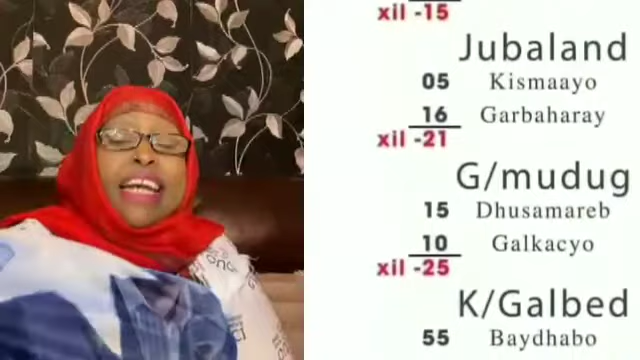 xil -15
Jubaland
05 Kismaayo
16 Garbaharay
xil -21
G/mudug
15 Dhusamareb
10 Galkacyo
xil -25
K/Galbed
55 Baydhabo